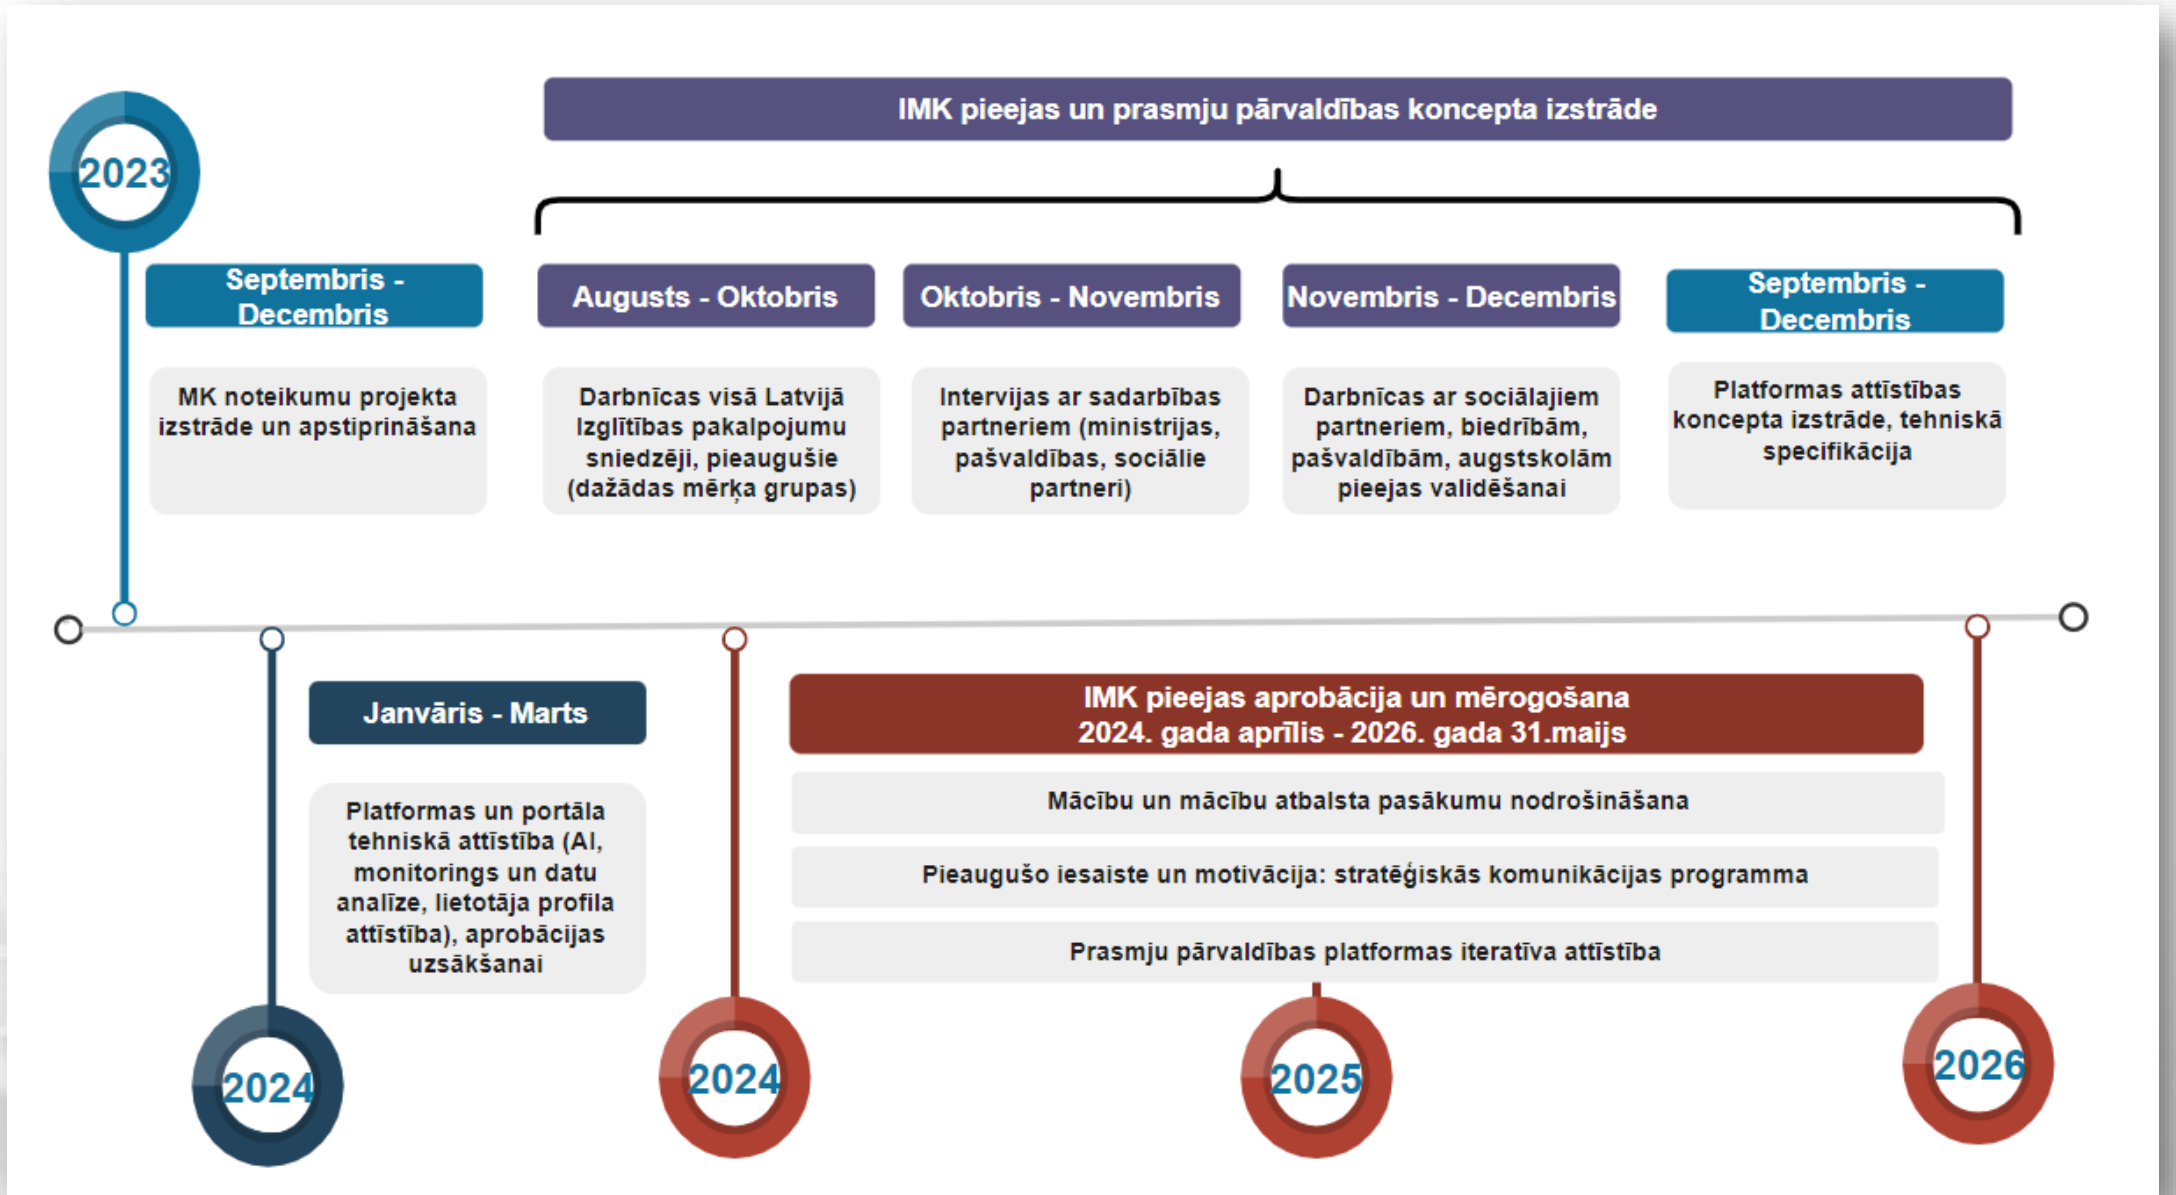 IMK pieejas un prasmju pārvaldības koncepta izstrāde
2023
Septembris -
Decembris
MK noteikumu projekta
izstrāde un apstiprināšana
Augusts - Oktobris
Darbnīcas visā Latvijā
Izglītības pakalpojumu
sniedzēji, pieaugušie
(dažādas mērķa grupas)
Oktobris - Novembris
Intervijas ar sadarbības
partneriem (ministrijas,
pašvaldības, sociālie
partneri)
Novembris - Decembris
Darbnīcas ar sociālajiem
partneriem, biedrībām,
pašvaldībām, augstskolām
pieejas validēšanai
Septembris -
Decembris
Platformas attīstības
koncepta izstrāde, tehniskā
specifikācija
Janvāris - Marts
Platformas un portāla
tehniskā attīstība (AI,
monitorings un datu
analīze, lietotāja profila
attīstība), aprobācijas
uzsākšanai
IMK pieejas aprobācija un mērogošana
2024. gada aprīlis - 2026. gada 31.maijs
Mācību un mācību atbalsta pasākumu nodrošināšana
Pieaugušo iesaiste un motivācija: stratēģiskās komunikācijas programma
Prasmju pārvaldības platformas iteratīva attīstība
2024
2024
2025
2026